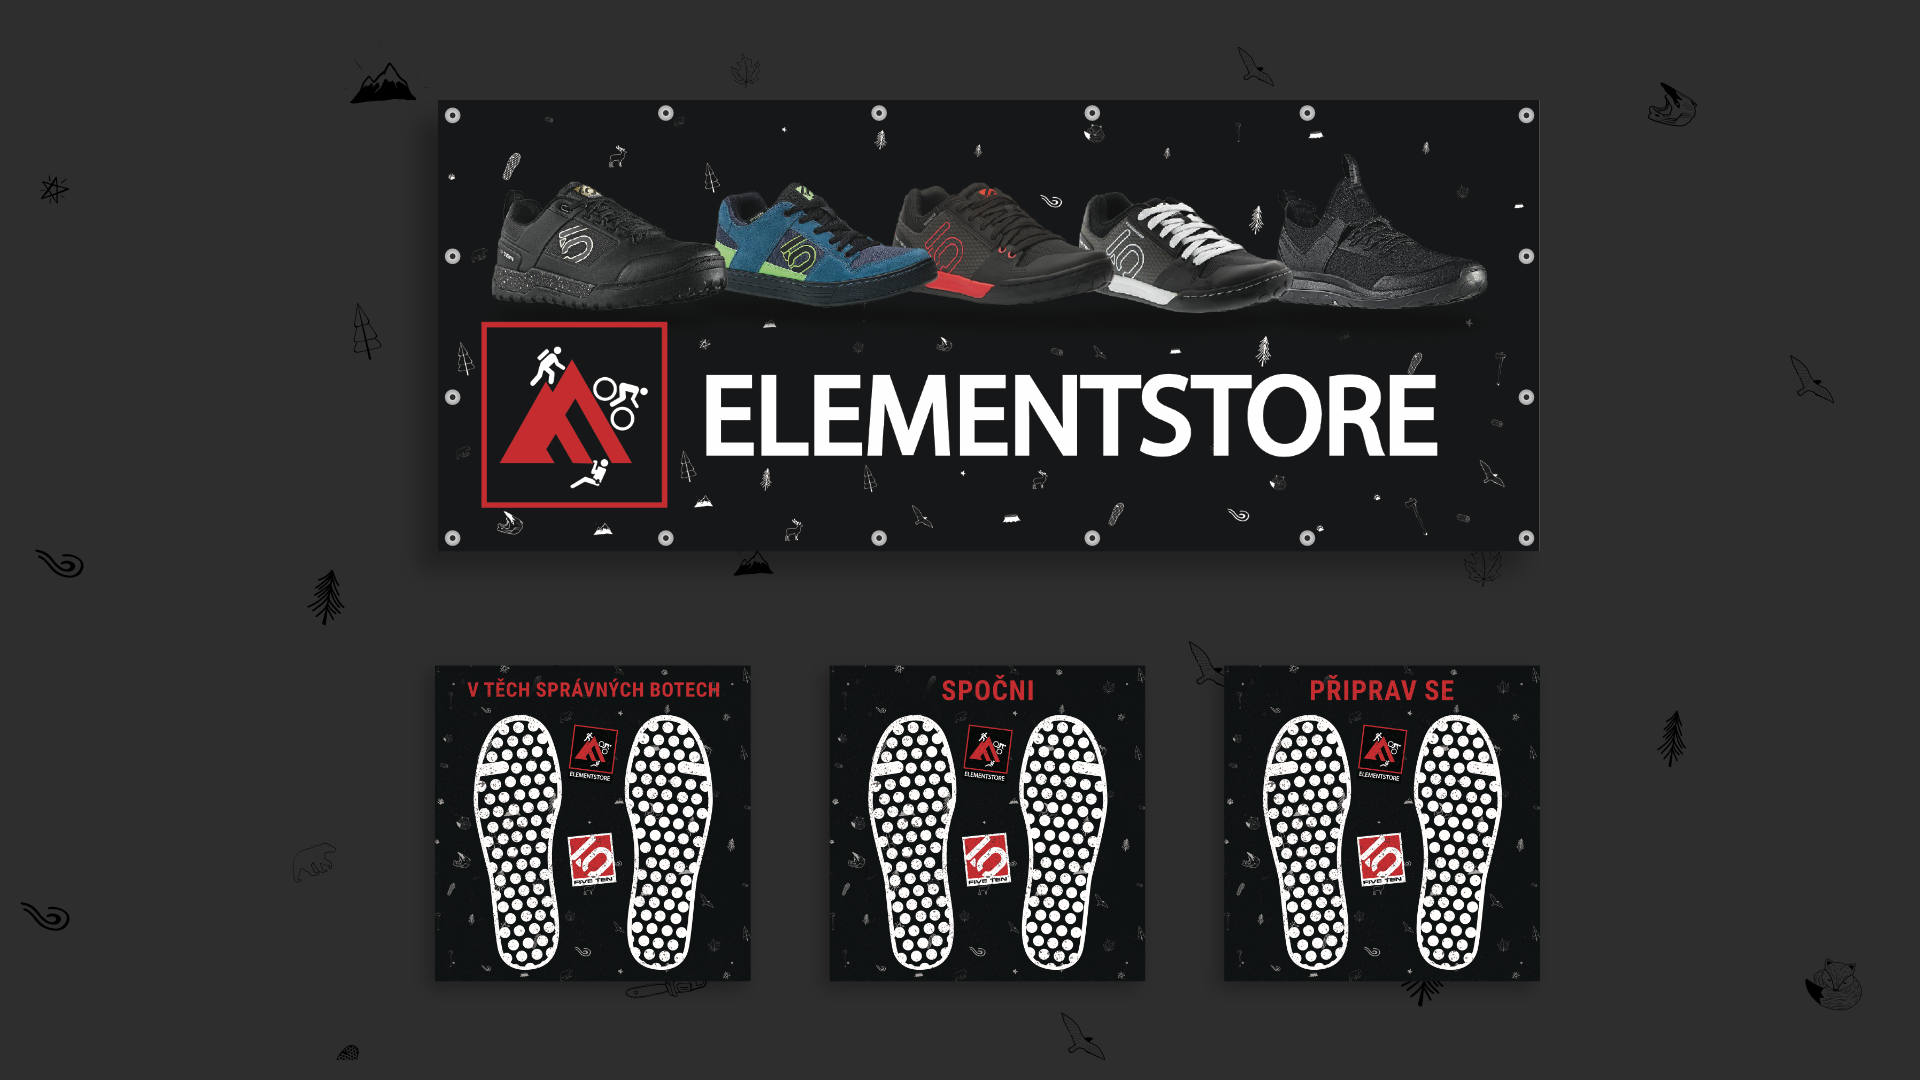 ELEMENTSTORE
V TĚCH SPRÁVNÝCH BOTECH
ELEMENTSTORE
FIVE TEN
SPOČNI
ELEMENTSTORE
FIVE TEN
PŘIPRAV SE
ELEMENTSTORE
FIVE TEN